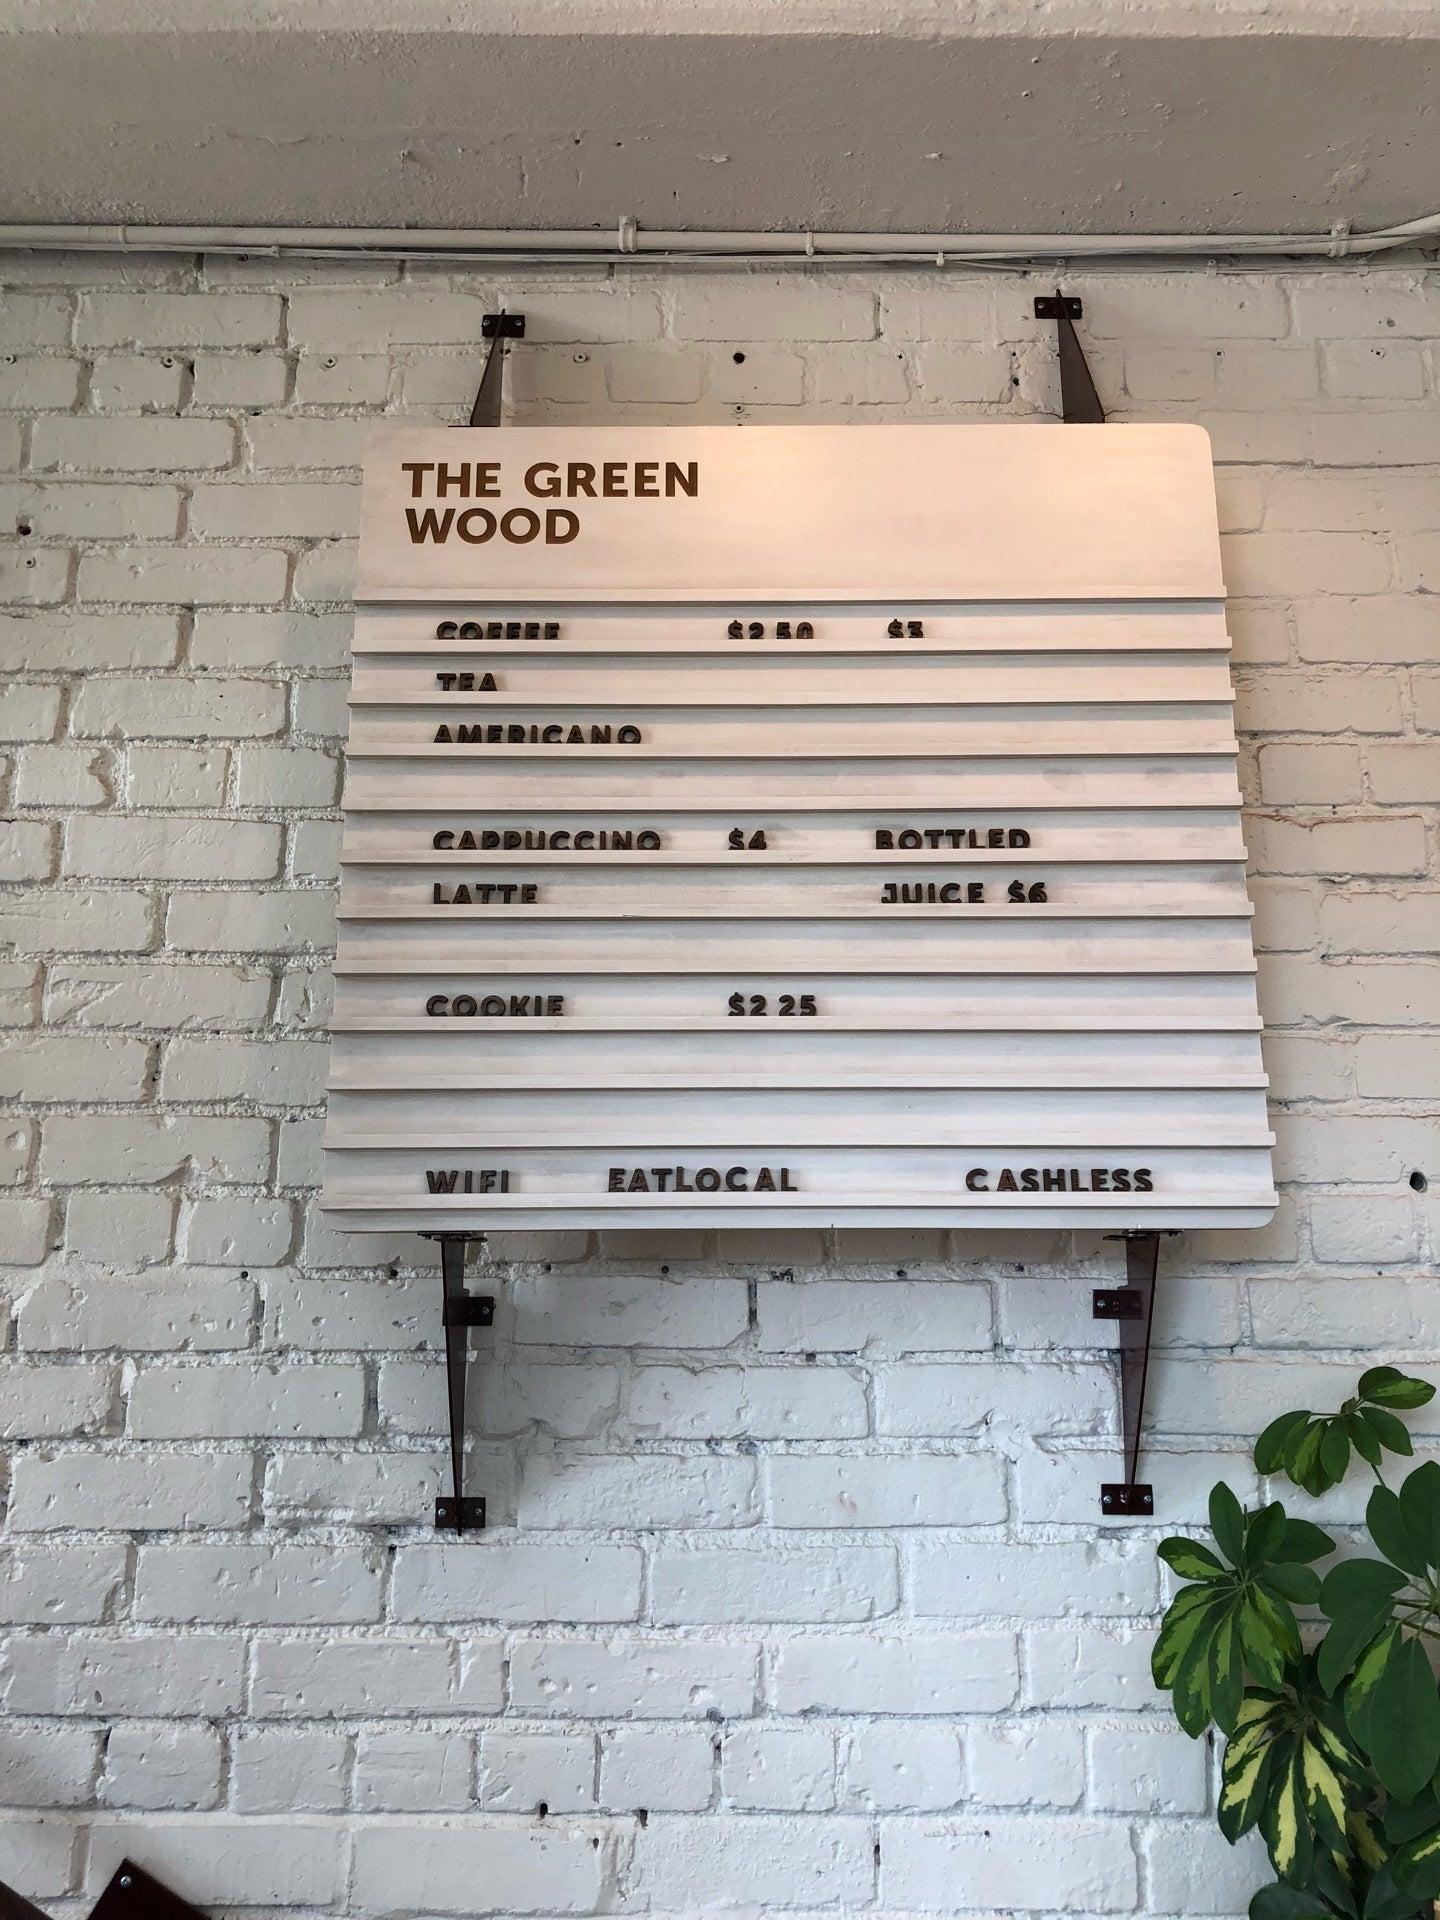 THE GREEN
WOOD
COFFEE $2 50 $3
TEA
AMERICANO
CAPPUCCINO $4 BOTTLED
LATTE JUICE $6
COOKIE $2 25
WIFI EATLOCAL CASHLESS